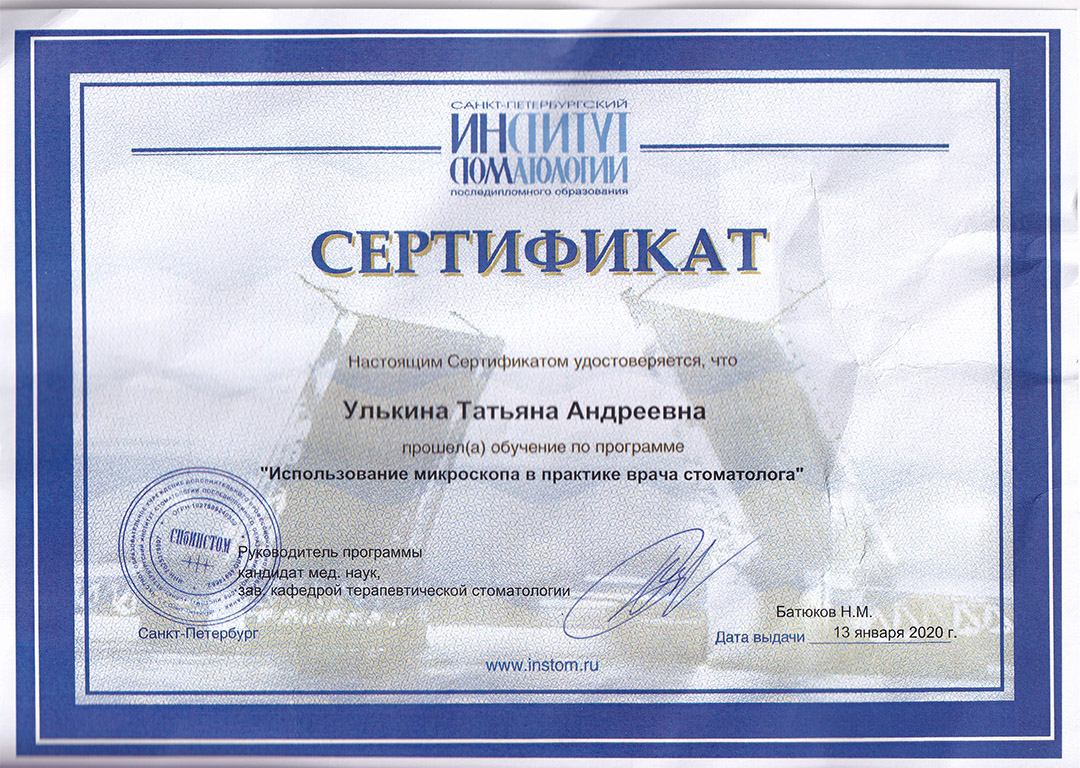 САНКТ-ПЕТЕРБУРГСКИЙ
ИНСТИТУТ
СТОМАТОЛОГИИ
последипломного образования
СЕРТИФИКАТ
Настоящим Сертификатом удостоверяется, что
Улькина Татьяна Андреевна
прошел(а) обучение по программе
"Использование микроскопа в практике врача стоматолога"
СПбИНСТОМ
Руководитель программы
кандидат мед. наук,
зав. кафедрой терапевтической стоматологии
Батюков Н.М.
Санкт-Петербург
Дата выдачи 13 января 2020 г.
www.instom.ru